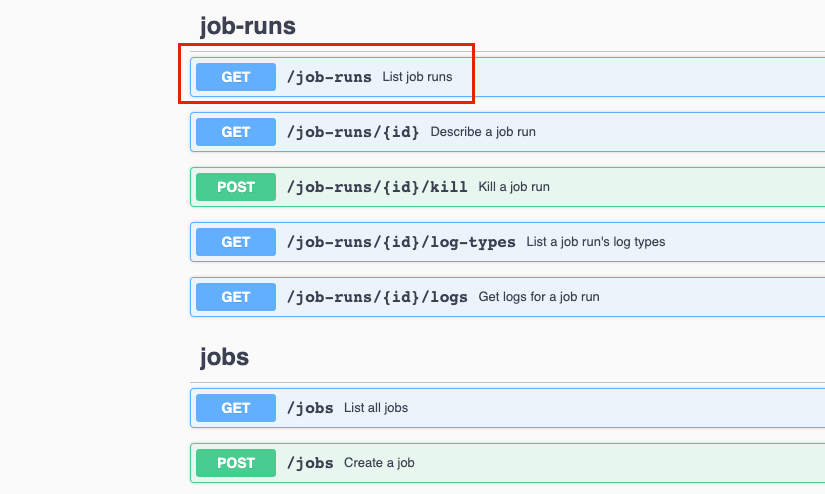 job-runs
GET /job-runs List job runs
GET /job-runs/{id} Describe a job run
POST /job-runs/{id}/kill Kill a job run
GET /job-runs/{id}/log-types List a job run's log types
GET /job-runs/{id}/logs Get logs for a job run
jobs
GET /jobs List all jobs
POST /jobs Create a job